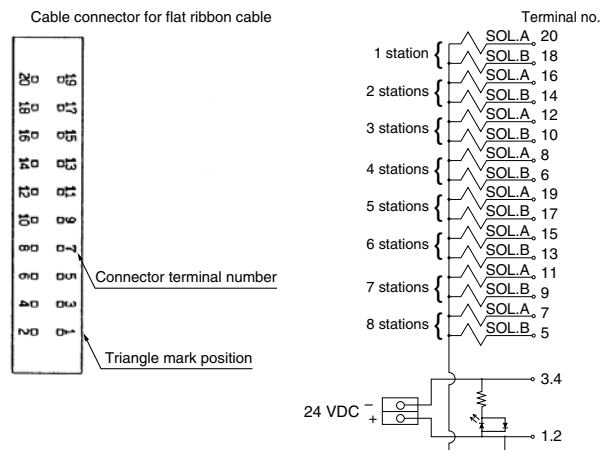 Cable connector for flat ribbon cable
20 19
18 17
16 15
14 13
12 11
10 9
8 7
6 5
4 3
2 1
Connector terminal number
Triangle mark position
Terminal no.
1 station { SOL.A 20
SOL.B 18
2 stations { SOL.A 16
SOL.B 14
3 stations { SOL.A 12
SOL.B 10
4 stations { SOL.A 8
SOL.B 6
5 stations { SOL.A 19
SOL.B 17
6 stations { SOL.A 15
SOL.B 13
7 stations { SOL.A 11
SOL.B 9
8 stations { SOL.A 7
SOL.B 5
3.4
24 VDC − +
1.2